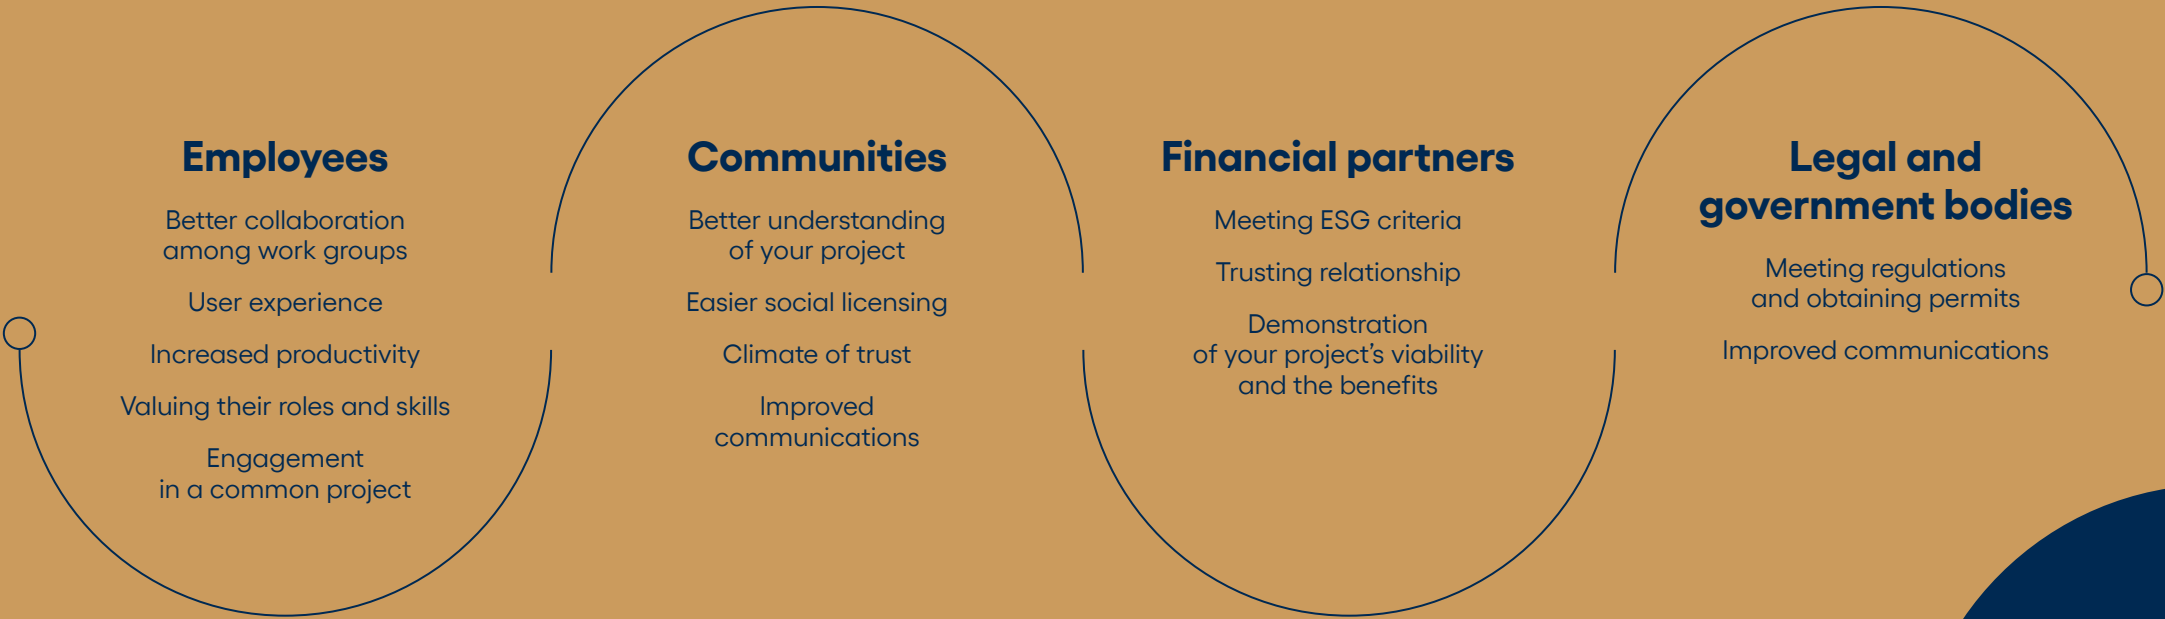 Employees
Better collaboration
among work groups
User experience
Increased productivity
Valuing their roles and skills
Engagement
in a common project
Communities
Better understanding
of your project
Easier social licensing
Climate of trust
Improved
communications
Financial partners
Meeting ESG criteria
Trusting relationship
Demonstration
of your project’s viability
and the benefits
Legal and
government bodies
Meeting regulations
and obtaining permits
Improved communications